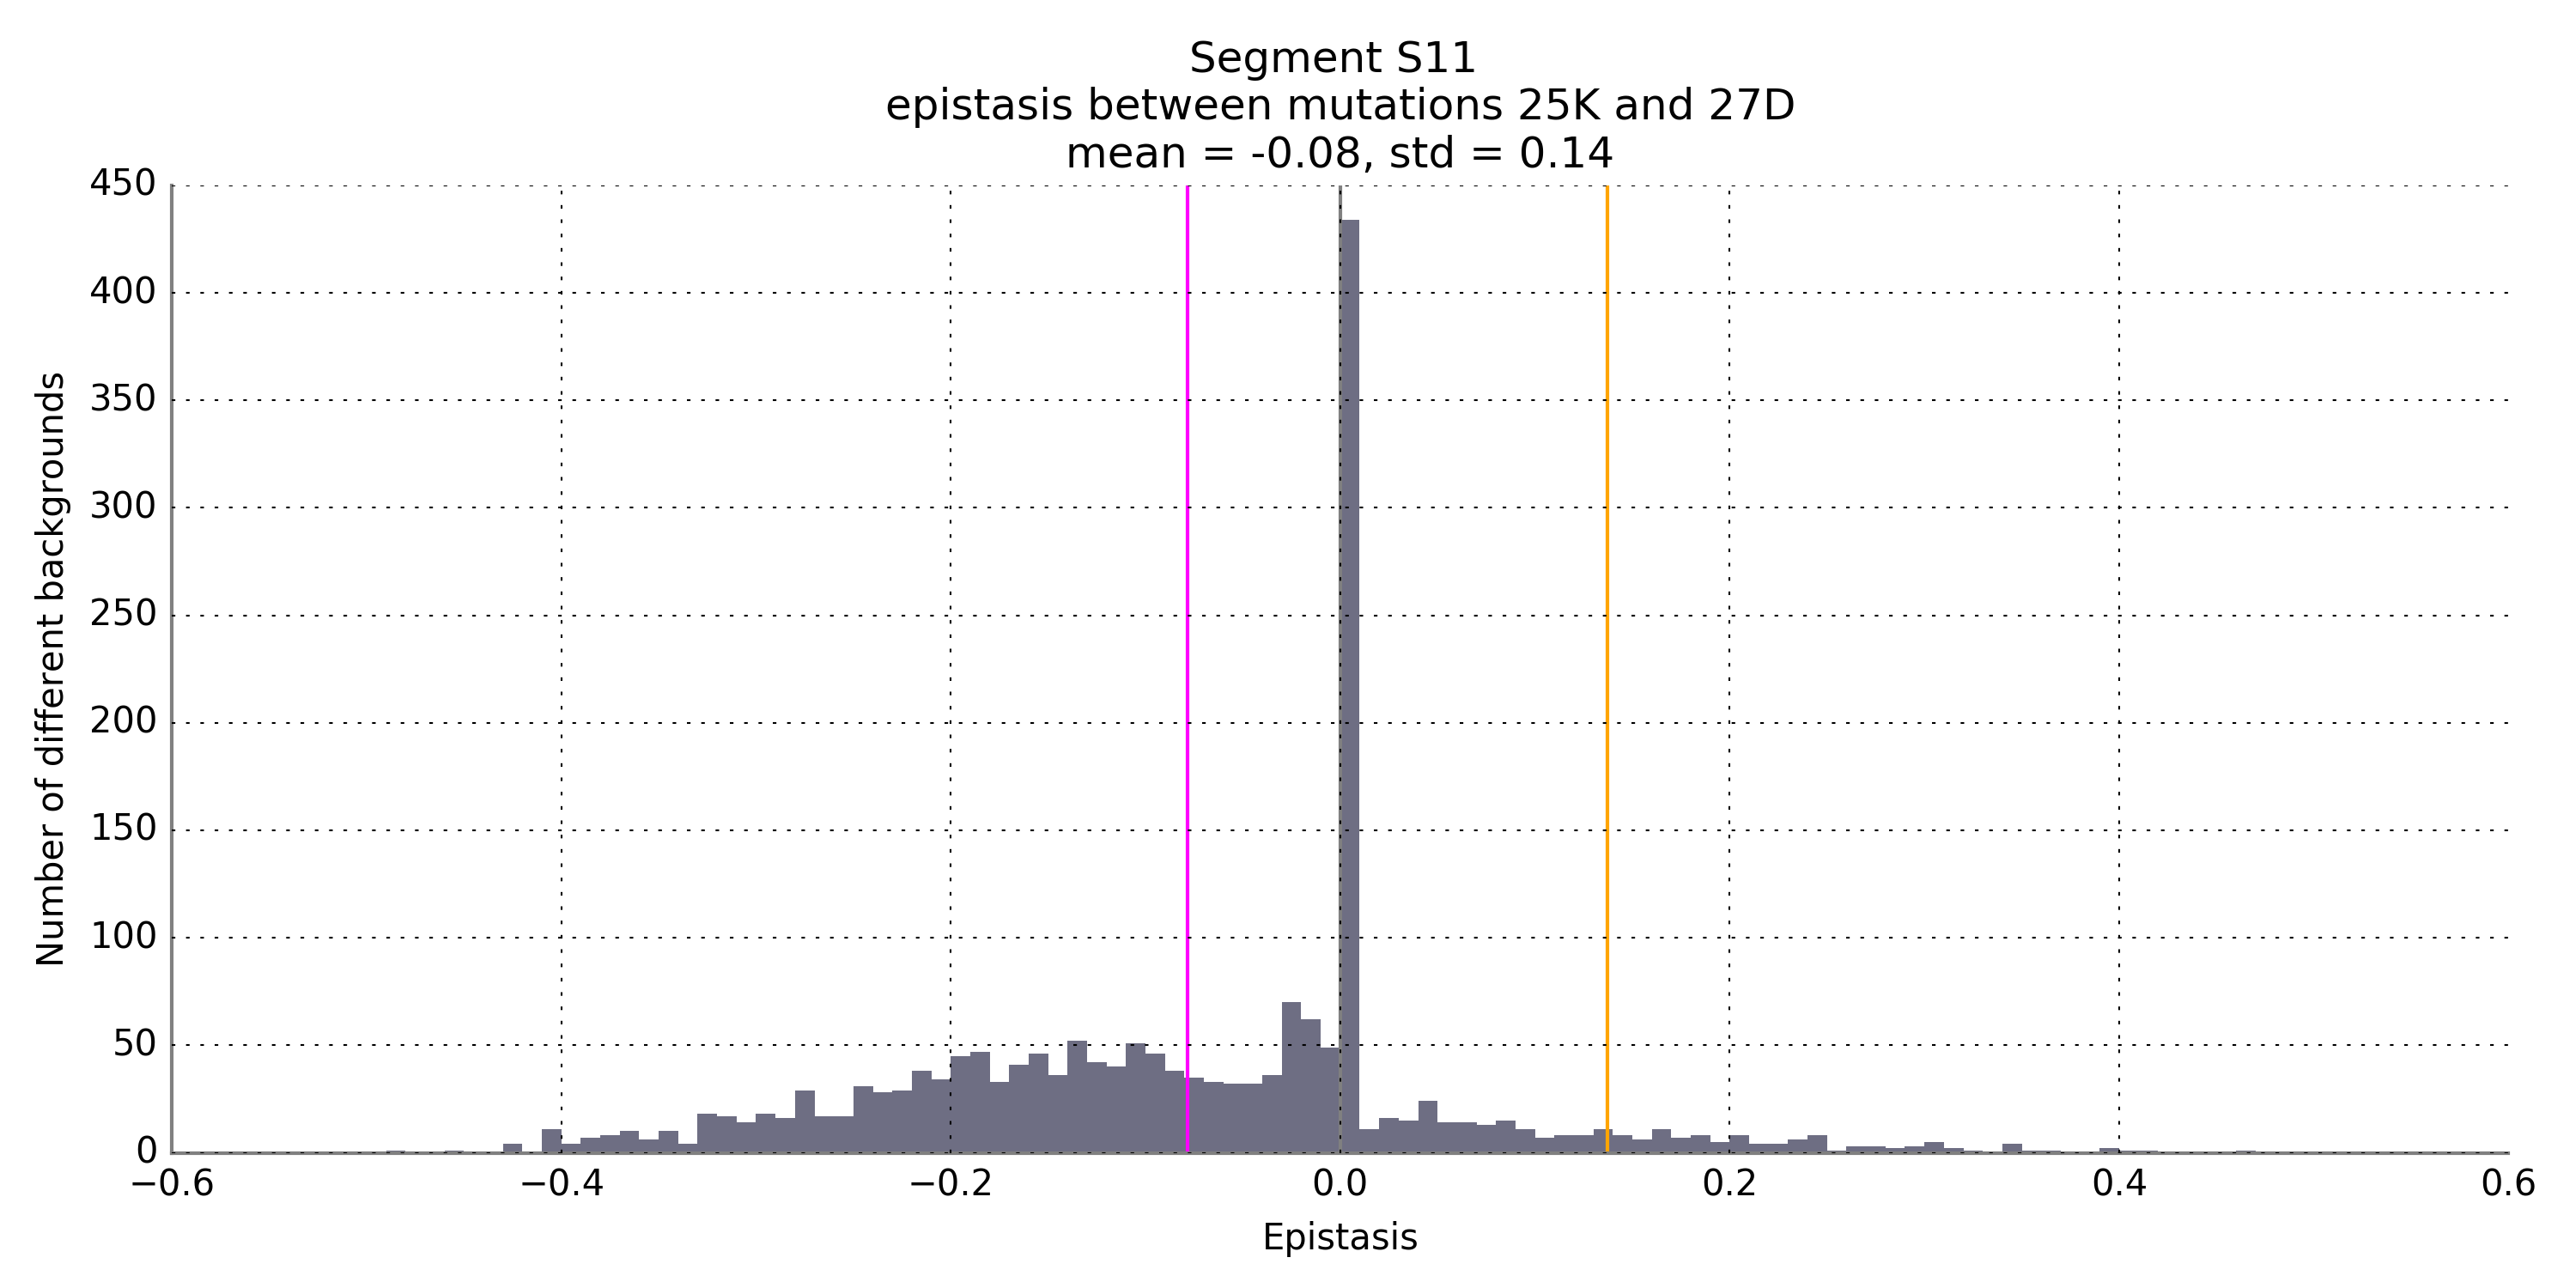 Segment S11
epistasis between mutations 25K and 27D
mean = -0.08, std = 0.14
450
400
350
300
250
200
150
100
50
0
Number of different backgrounds
−0.6 −0.4 −0.2 0.0 0.2 0.4 0.6
Epistasis